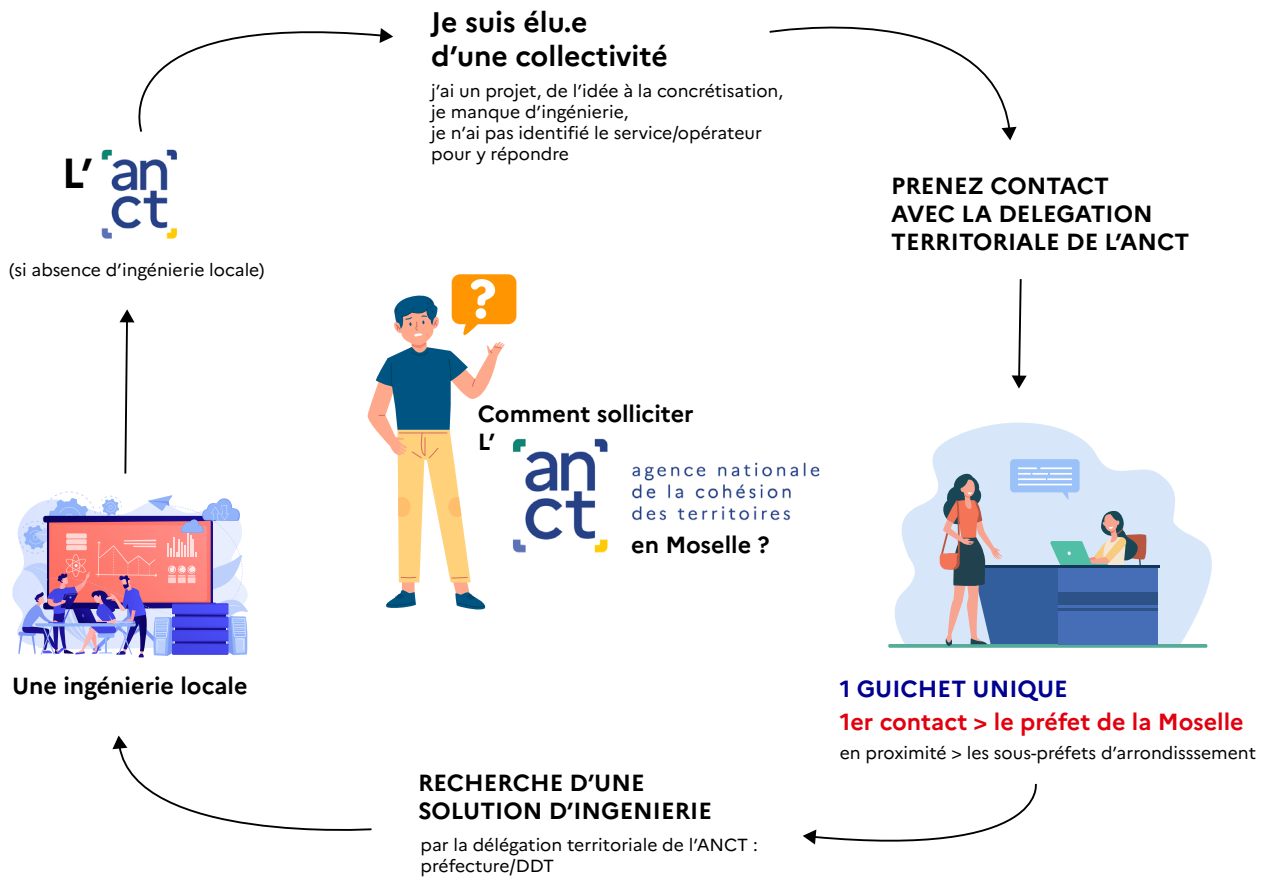 Je suis élu.e
d'une collectivité
j'ai un projet, de l'idée à la concrétisation,
je manque d'ingénierie,
je n'ai pas identifié le service/opérateur
pour y répondre
PRENEZ CONTACT
AVEC LA DELEGATION
TERRITORIALE DE L'ANCT
1 GUICHET UNIQUE
1er contact > le préfet de la Moselle
en proximité > les sous-préfets d'arrondisssement
RECHERCHE D'UNE
SOLUTION D'INGENIERIE
par la délégation territoriale de l'ANCT :
préfecture/DDT
Une ingénierie locale
L' an
ct
(si absence d'ingénierie locale)
?
Comment solliciter
L'
an
ct
agence nationale
de la cohésion
des territoires
en Moselle ?